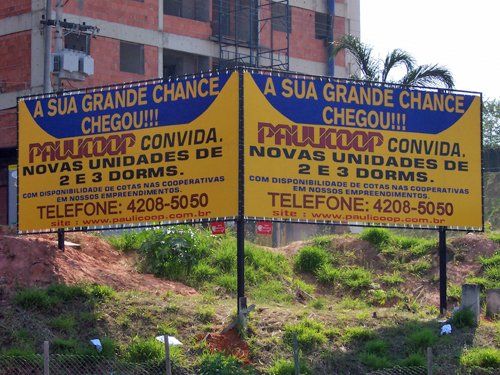 A SUA GRANDE CHANCE
CHEGOU!!!
PAULICOOP CONVIDA.
NOVAS UNIDADES DE
2 E 3 DORMS.
COM DISPONIBILIDADE DE COTAS NAS COOPERATIVAS
EM NOSSOS EMPREENDIMENTOS.
TELEFONE: 4208-5050
site : www.paulicoop.com.br
A SUA GRANDE CHANCE
CHEGOU!!!
PAULICOOP CONVIDA.
NOVAS UNIDADES DE
2 E 3 DORMS.
COM DISPONIBILIDADE DE COTAS NAS COOPERATIVAS
EM NOSSOS EMPREENDIMENTOS.
TELEFONE: 4208-5050
site : www.paulicoop.com.br